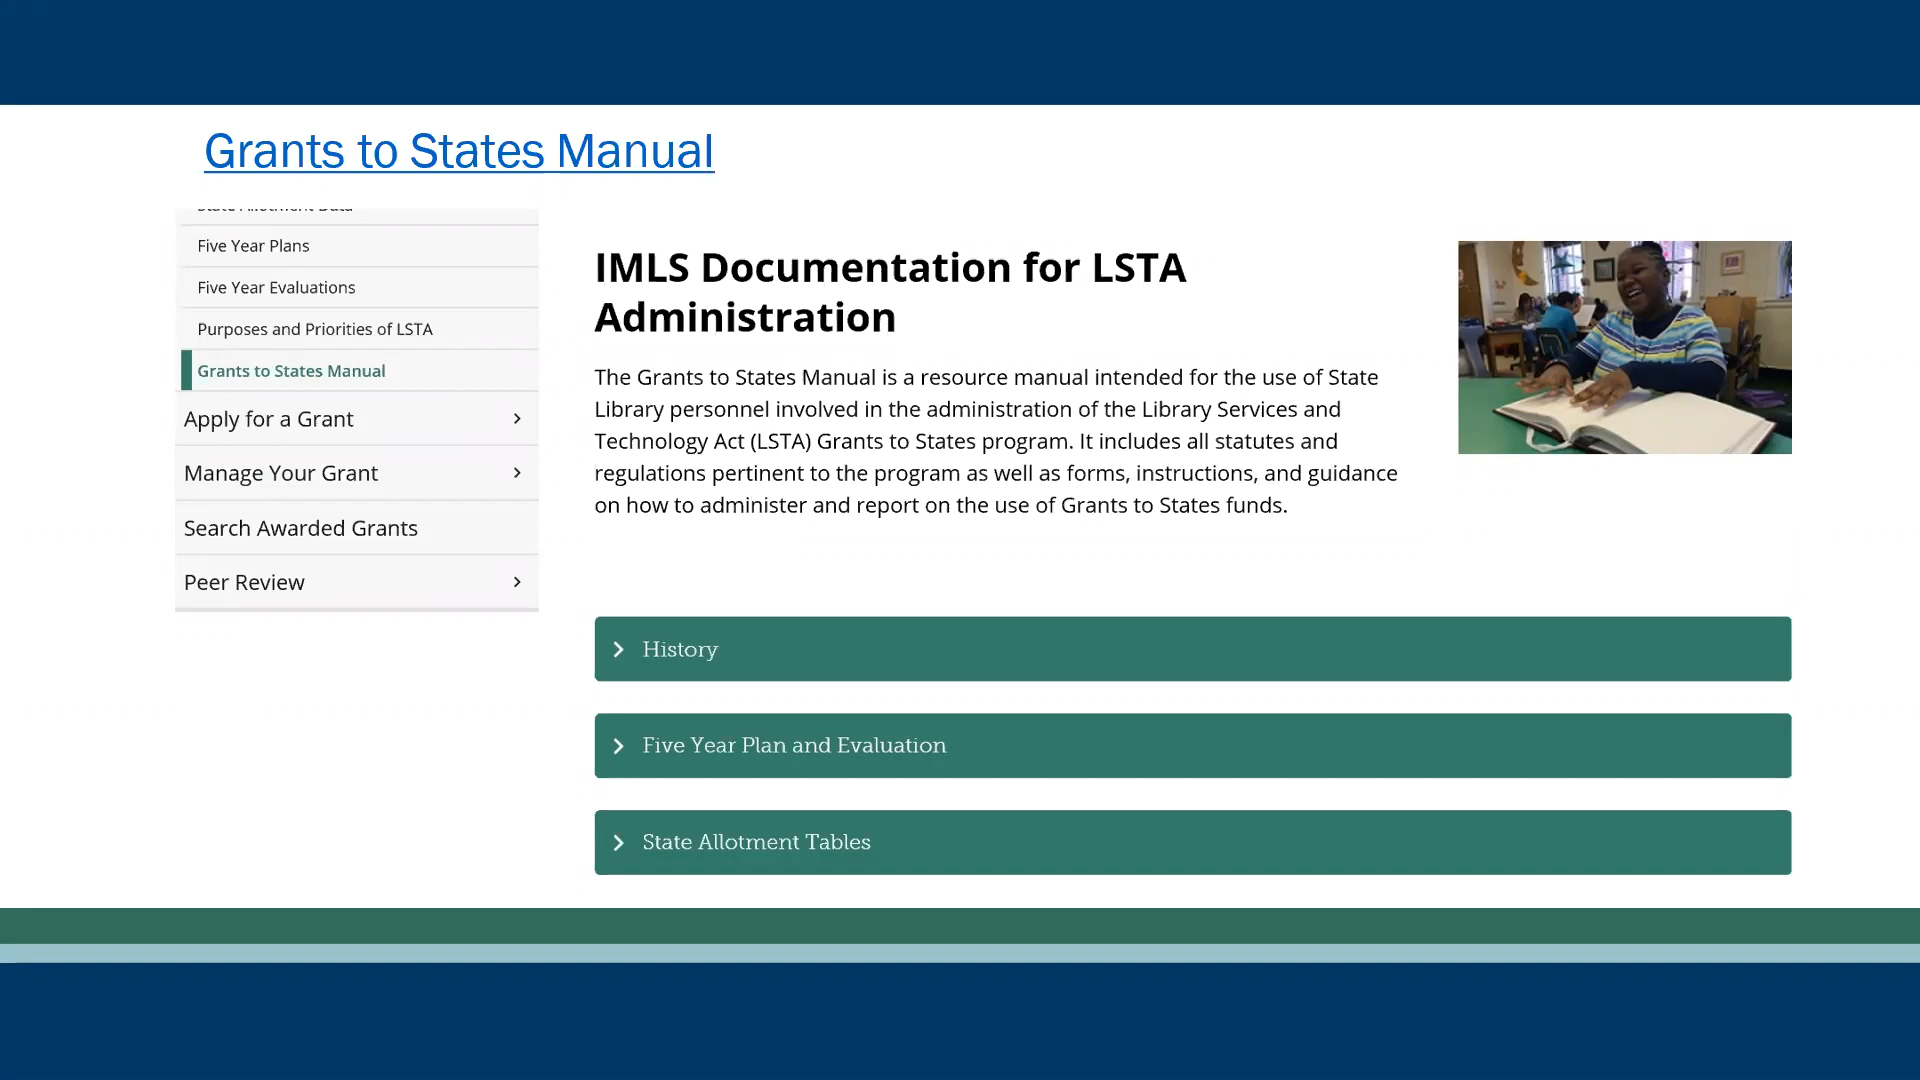 Grants to States Manual
State Allotment Data
Five Year Plans
Five Year Evaluations
Purposes and Priorities of LSTA
Grants to States Manual
Apply for a Grant
Manage Your Grant
Search Awarded Grants
Peer Review
IMLS Documentation for LSTA
Administration
The Grants to States Manual is a resource manual intended for the use of State
Library personnel involved in the administration of the Library Services and
Technology Act (LSTA) Grants to States program. It includes all statutes and
regulations pertinent to the program as well as forms, instructions, and guidance
on how to administer and report on the use of Grants to States funds.
History
Five Year Plan and Evaluation
State Allotment Tables